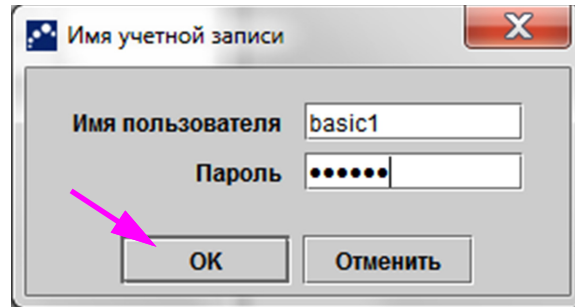 Имя учетной записи
Имя пользователя basic1
Пароль ●●●●●●
OK Отменить